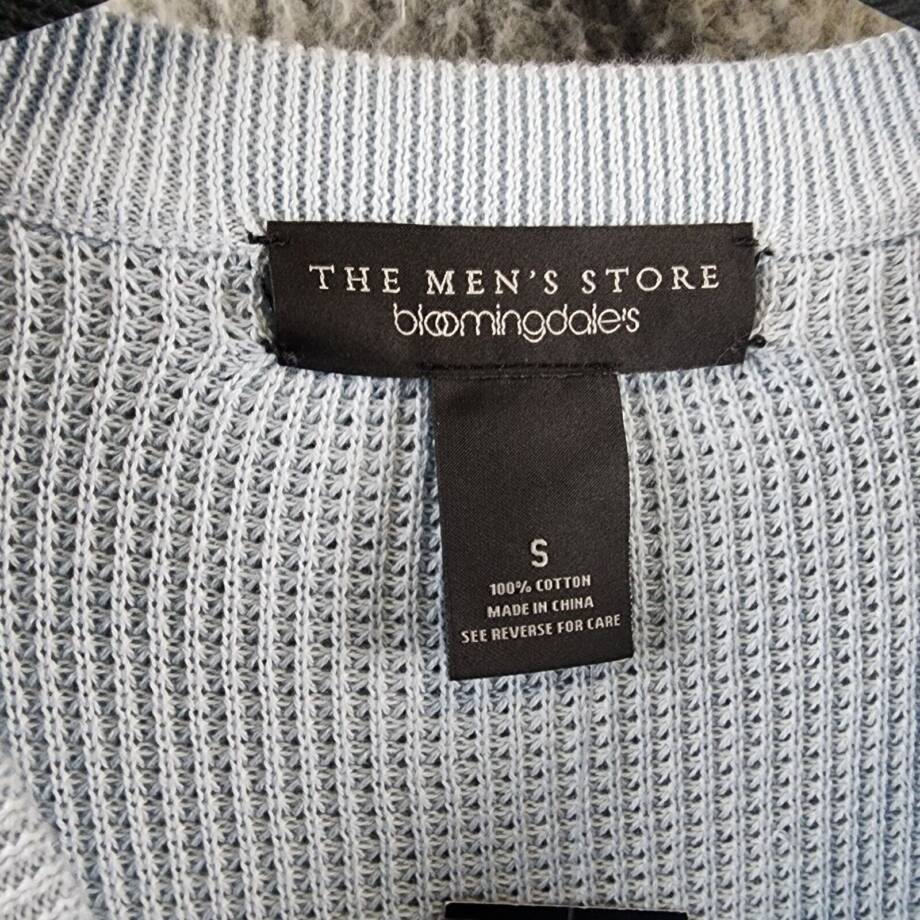 THE MEN'S STORE
bloomingdale's
S
100% COTTON
MADE IN CHINA
SEE REVERSE FOR CARE